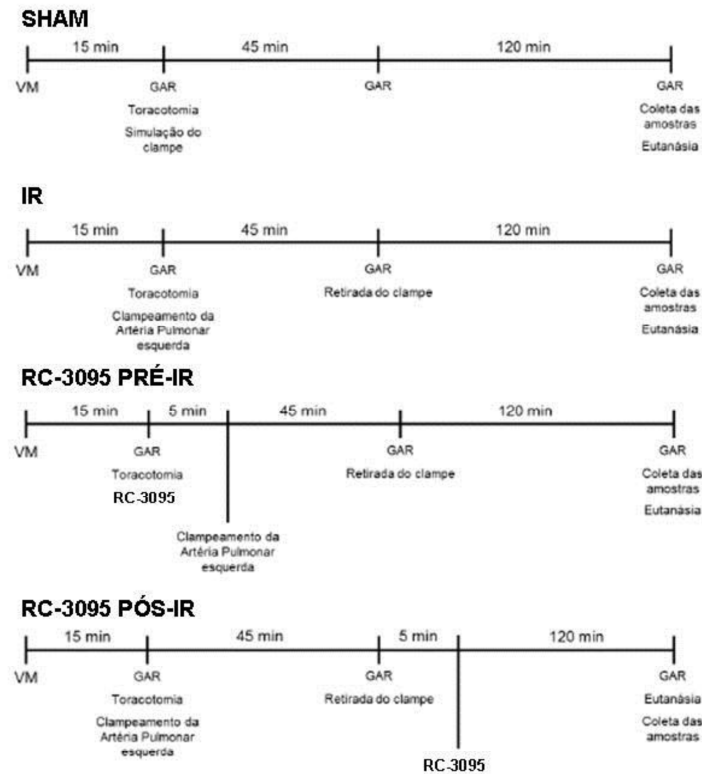 SHAM
15 min 45 min 120 min
VM GAR GAR GAR
Toracotomia Coleta das
Simulação do amostras
clampe Eutanásia
IR
15 min 45 min 120 min
VM GAR GAR GAR
Toracotomia Retirada do clampe Coleta das
Clampeamento da amostras
Artéria Pulmonar Eutanásia
esquerda
RC-3095 PRÉ-IR
15 min 5 min 45 min 120 min
VM GAR GAR GAR
Toracotomia Retirada do clampe Coleta das
RC-3095 amostras
Eutanásia
Clampeamento da
Artéria Pulmonar
esquerda
RC-3095 PÓS-IR
15 min 45 min 5 min 120 min
VM GAR GAR GAR
Toracotomia Retirada do clampe Eutanásia
Clampeamento da Coleta das
Artéria Pulmonar amostras
esquerda
RC-3095